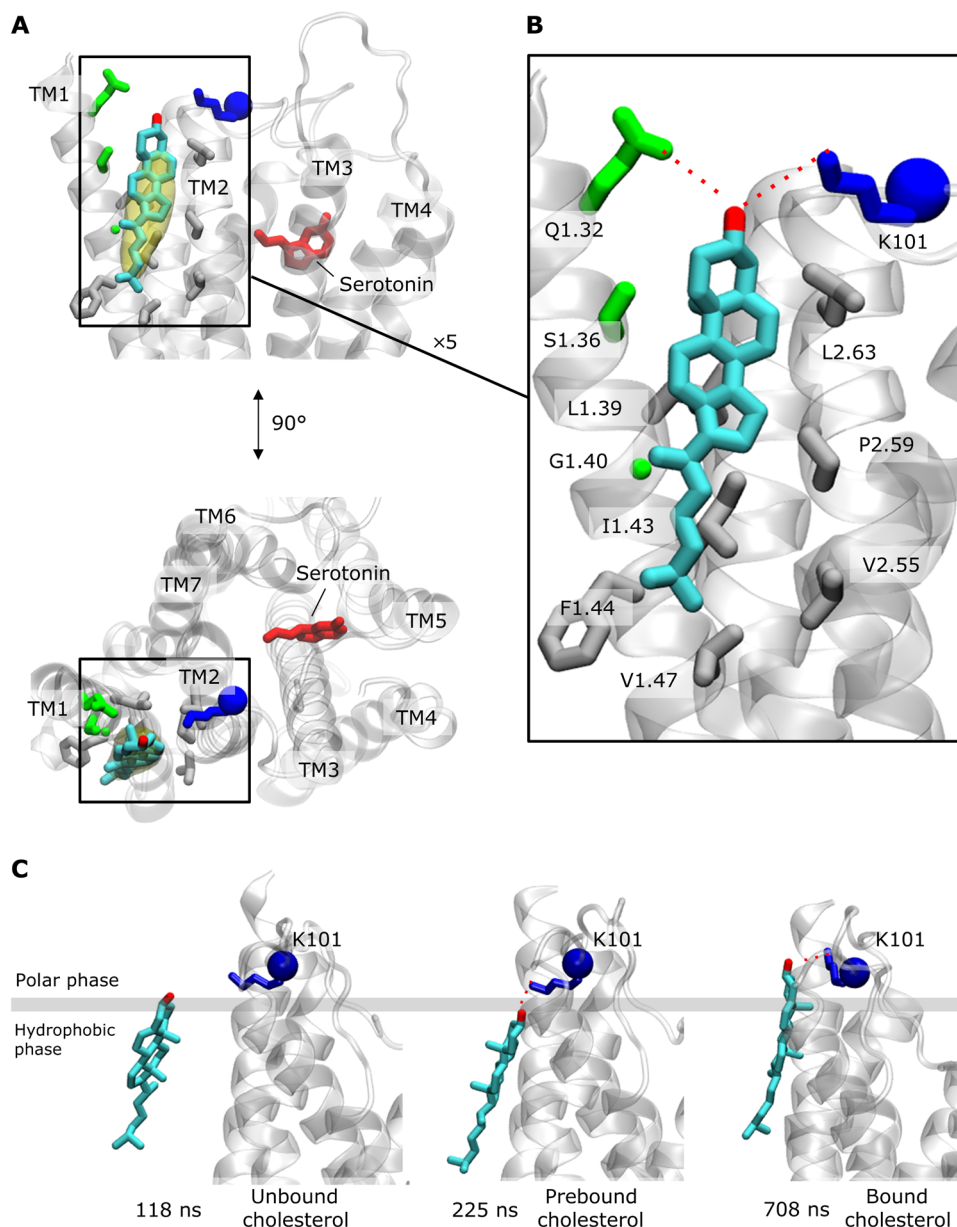 A
TM1
TM2
TM3
TM4
Serotonin
×5
90°
TM6
TM7
Serotonin
TM5
TM2
TM1
TM4
TM3
B
Q1.32
K101
S1.36
L2.63
L1.39
P2.59
G1.40
I1.43
V2.55
F1.44
V1.47
C
K101
K101
K101
Polar phase
Hydrophobic
phase
118 ns
Unbound
cholesterol
225 ns
Prebound
cholesterol
708 ns
Bound
cholesterol